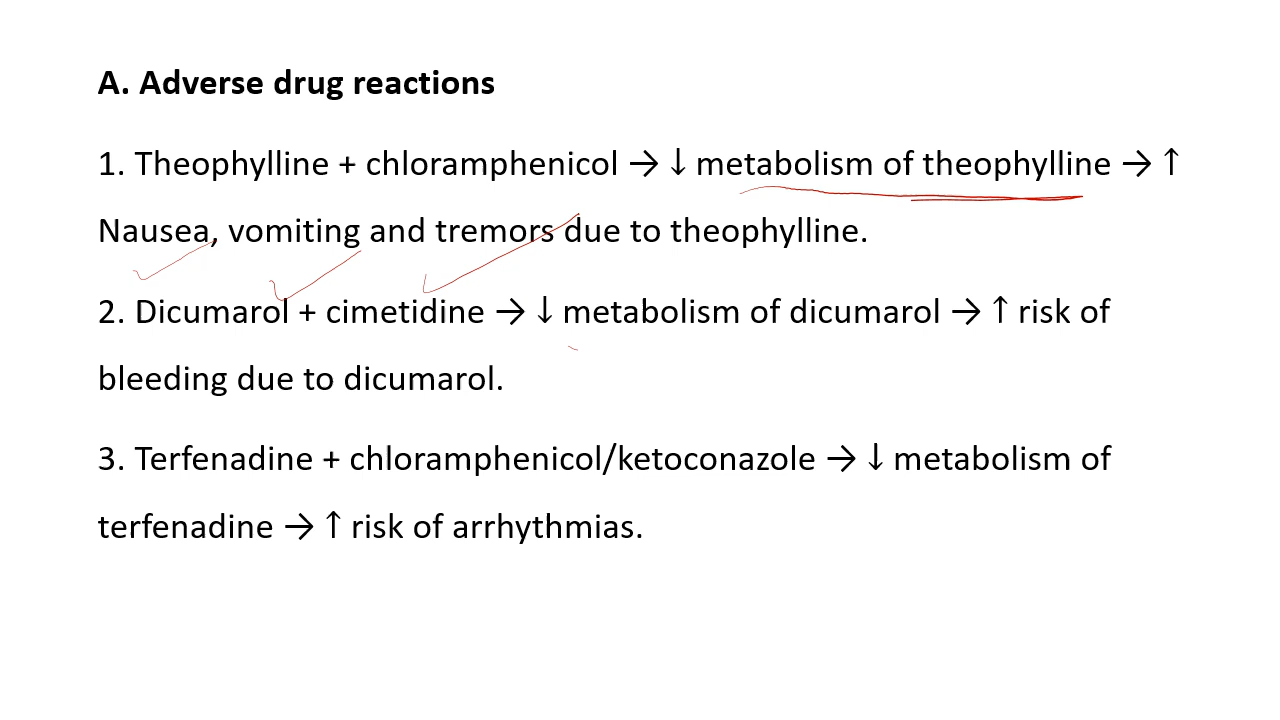 A. Adverse drug reactions
1. Theophylline + chloramphenicol → ↓ metabolism of theophylline → ↑
Nausea, vomiting and tremors due to theophylline.
2. Dicumarol + cimetidine → ↓ metabolism of dicumarol → ↑ risk of
bleeding due to dicumarol.
3. Terfenadine + chloramphenicol/ketoconazole → ↓ metabolism of
terfenadine → ↑ risk of arrhythmias.